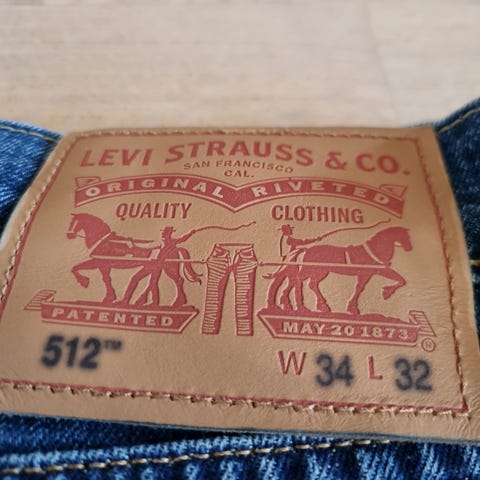 LEVI STRAUSS & CO.
SAN FRANCISCO
CAL.
ORIGINAL RIVETED
QUALITY CLOTHING
PATENTED MAY 20 1873
®
512™ W 34 L 32